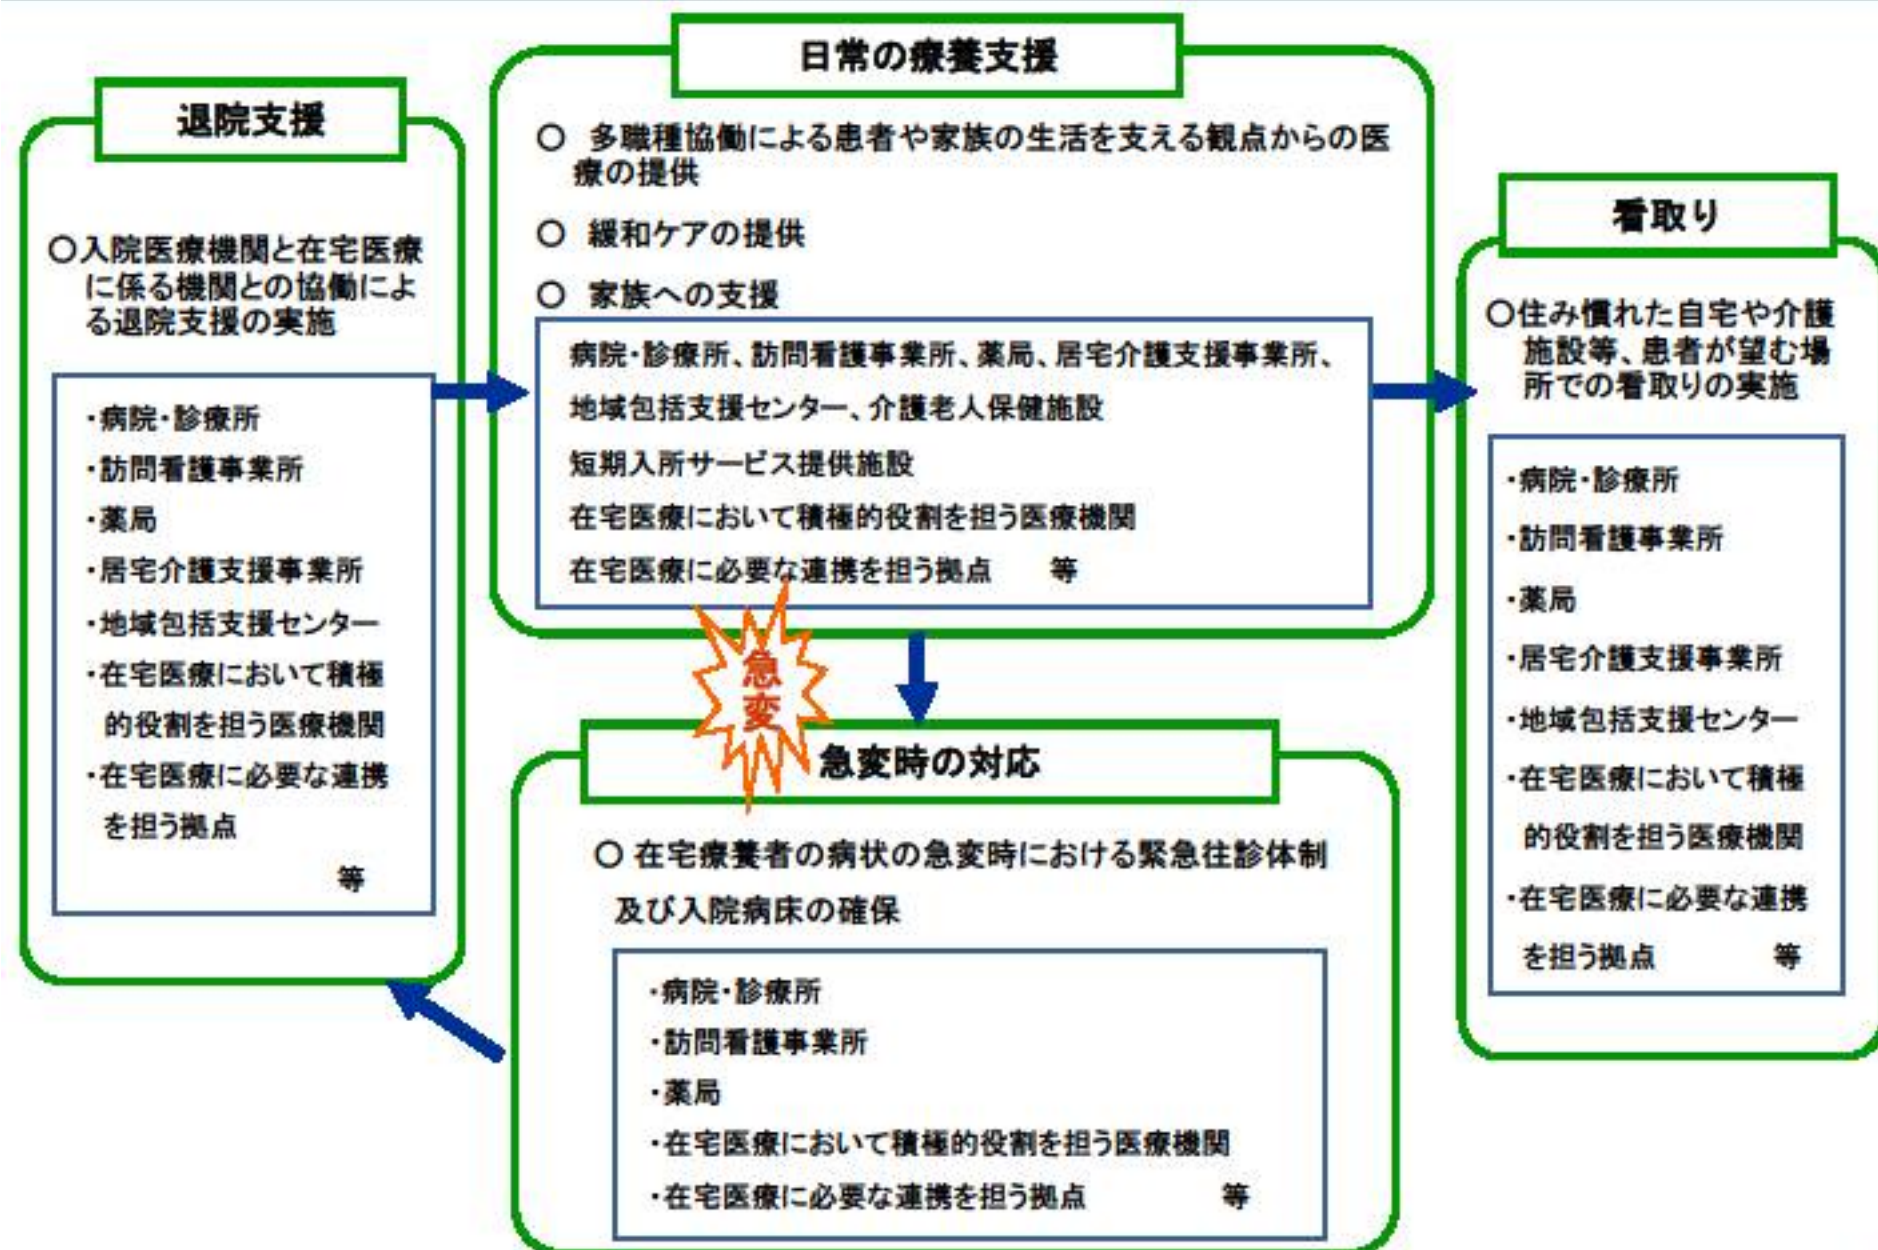 退院支援
〇入院医療機関と在宅医療
に係る機関との協働によ
る退院支援の実施
・病院・診療所
・訪問看護事業所
・薬局
・居宅介護支援事業所
・地域包括支援センター
・在宅医療において積極
的役割を担う医療機関
・在宅医療に必要な連携
を担う拠点
等
日常の療養支援
〇 多職種協働による患者や家族の生活を支える観点からの医
療の提供
〇 緩和ケアの提供
〇 家族への支援
病院・診療所、訪問看護事業所、薬局、居宅介護支援事業所、
地域包括支援センター、介護老人保健施設
短期入所サービス提供施設
在宅医療において積極的役割を担う医療機関
在宅医療に必要な連携を担う拠点 等
急
変
急変時の対応
〇 在宅療養者の病状の急変時における緊急往診体制
及び入院病床の確保
・病院・診療所
・訪問看護事業所
・薬局
・在宅医療において積極的役割を担う医療機関
・在宅医療に必要な連携を担う拠点 等
看取り
〇住み慣れた自宅や介護
施設等、患者が望む場
所での看取りの実施
・病院・診療所
・訪問看護事業所
・薬局
・居宅介護支援事業所
・地域包括支援センター
・在宅医療において積極
的役割を担う医療機関
・在宅医療に必要な連携
を担う拠点 等